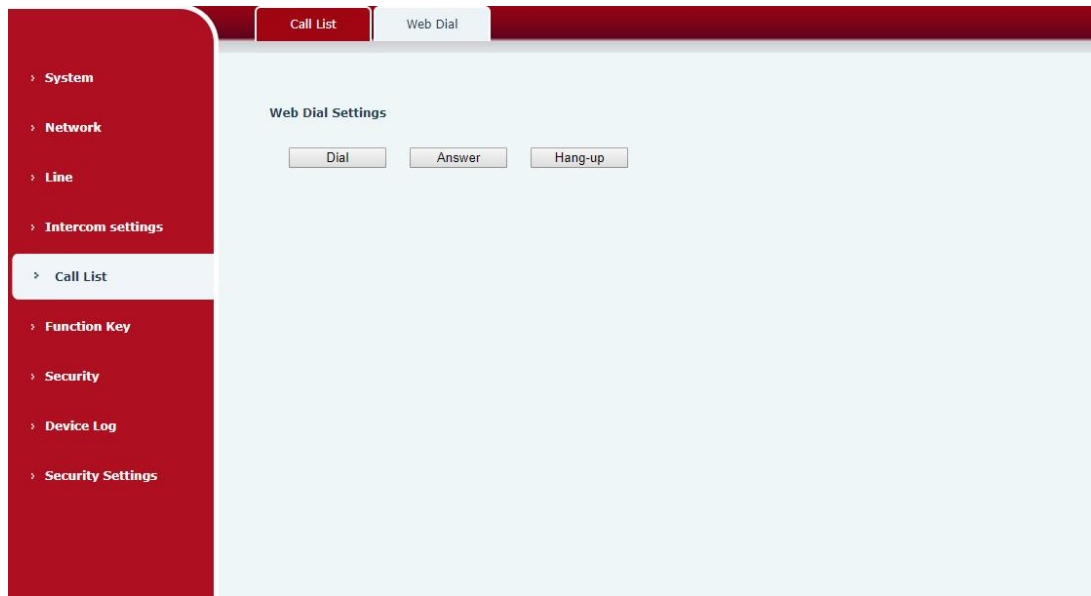 Call List Web Dial
System
Network
Line
Intercom settings
Call List
Function Key
Security
Device Log
Security Settings
Web Dial Settings
Dial Answer Hang-up